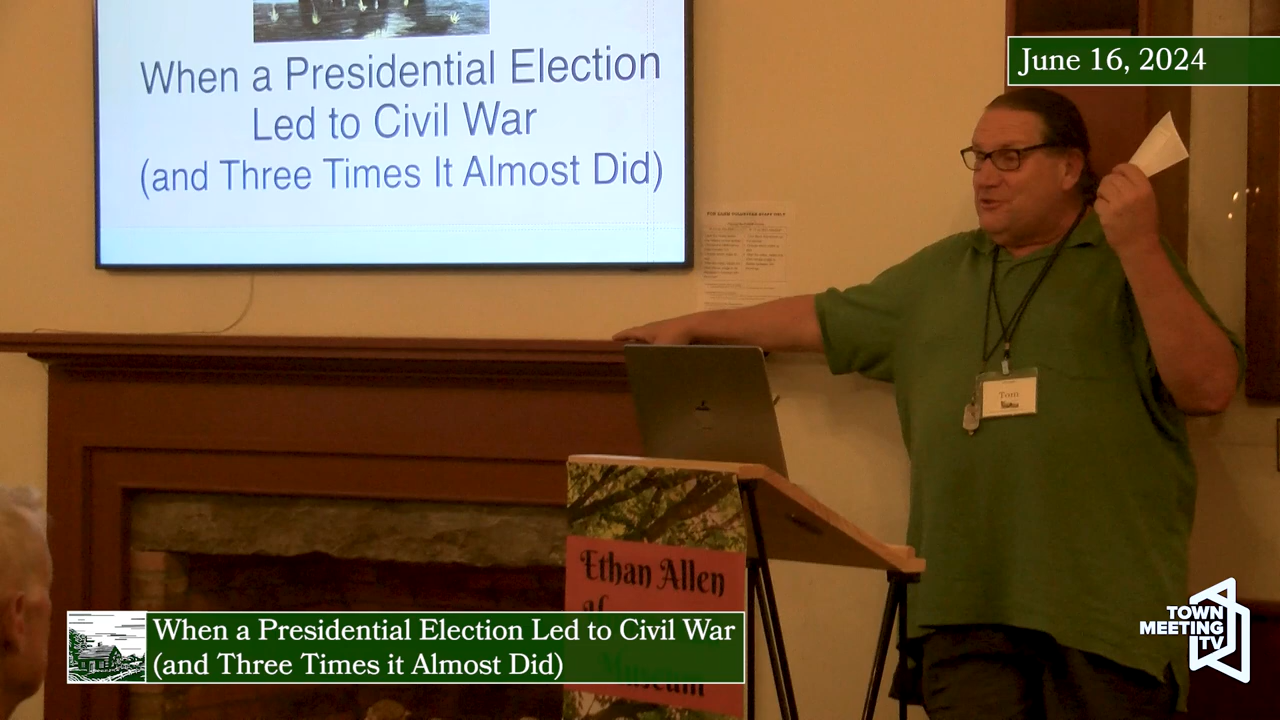 When a Presidential Election
Led to Civil War
(and Three Times It Almost Did)
June 16, 2024
Tom
Ethan Allen
Museum
When a Presidential Election Led to Civil War
(and Three Times it Almost Did)
TOWN
MEETING
TV